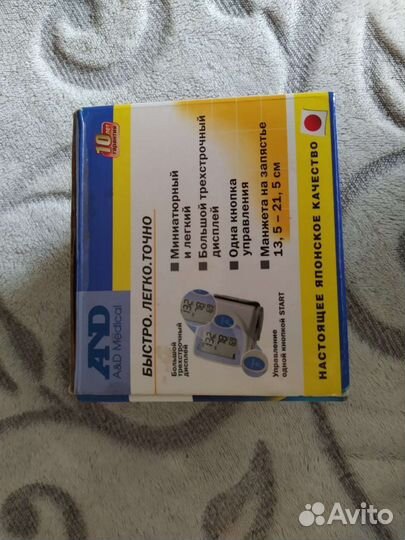 AND
A&D Medical
10 лет
гарантии
БЫСТРО.ЛЕГКО.ТОЧНО
Миниатюрный
и легкий
Большой трехстрочный
дисплей
Одна кнопка
управления
Манжета на запястье
13, 5 – 21, 5 см
Большой
трехстрочный
дисплей
Управление
одной кнопкой START
НАСТОЯЩЕЕ ЯПОНСКОЕ КАЧЕСТВО
Avito